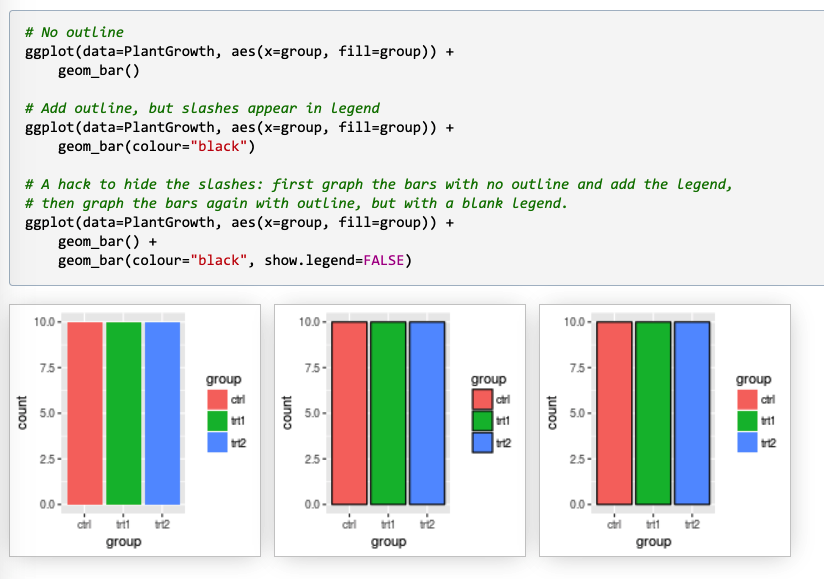 # No outline
ggplot(data=PlantGrowth, aes(x=group, fill=group)) +
    geom_bar()
# Add outline, but slashes appear in legend
ggplot(data=PlantGrowth, aes(x=group, fill=group)) +
    geom_bar(colour="black")
# A hack to hide the slashes: first graph the bars with no outline and add the legend,
# then graph the bars again with outline, but with a blank legend.
ggplot(data=PlantGrowth, aes(x=group, fill=group)) +
    geom_bar() +
    geom_bar(colour="black", show.legend=FALSE)
10.0
7.5
5.0
2.5
0.0
count
ctrl trt1 trt2
group
group
ctrl
trt1
trt2
10.0
7.5
5.0
2.5
0.0
count
ctrl trt1 trt2
group
group
ctrl
trt1
trt2
10.0
7.5
5.0
2.5
0.0
count
ctrl trt1 trt2
group
group
ctrl
trt1
trt2